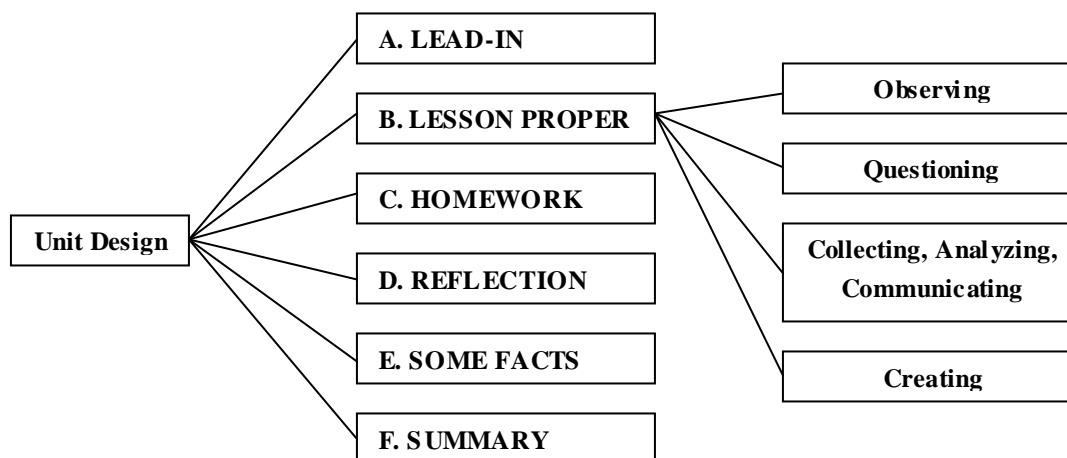 Unit Design
A. LEAD-IN
B. LESSON PROPER
C. HOMEWORK
D. REFLECTION
E. SOME FACTS
F. SUMMARY
Observing
Questioning
Collecting, Analyzing,
Communicating
Creating